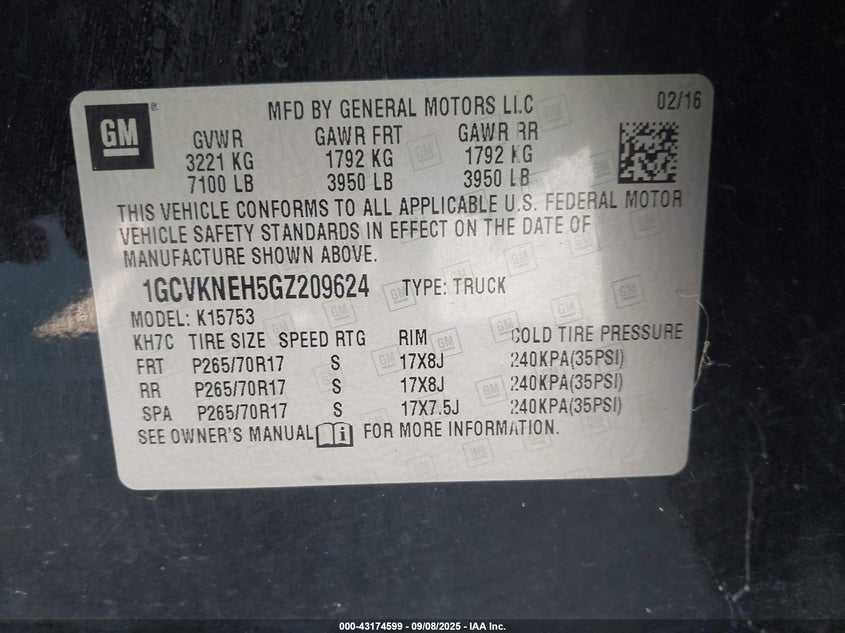 GM
®
MFD BY GENERAL MOTORS LLC
02/16
GVWR GAWR FRT GAWR RR
3221 KG 1792 KG 1792 KG
7100 LB 3950 LB 3950 LB
THIS VEHICLE CONFORMS TO ALL APPLICABLE U.S. FEDERAL MOTOR
VEHICLE SAFETY STANDARDS IN EFFECT ON THE DATE OF
MANUFACTURE SHOWN ABOVE.
1GCVKNEH5GZ209624 TYPE: TRUCK
MODEL: K15753
KH7C TIRE SIZE SPEED RTG RIM COLD TIRE PRESSURE
FRT P265/70R17 S 17X8J 240KPA(35PSI)
RR P265/70R17 S 17X8J 240KPA(35PSI)
SPA P265/70R17 S 17X7.5J 240KPA(35PSI)
SEE OWNER'S MANUAL FOR MORE INFORMATION.
000-43174599 - 09/08/2025 - IAA Inc.